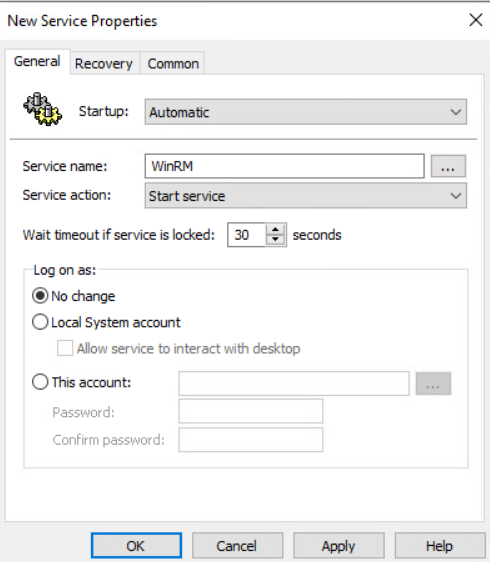 New Service Properties
General Recovery Common
Startup: Automatic
Service name: WinRM ...
Service action: Start service
Wait timeout if service is locked: 30 seconds
Log on as:
No change
Local System account
Allow service to interact with desktop
This account: ...
Password:
Confirm password:
OK Cancel Apply Help